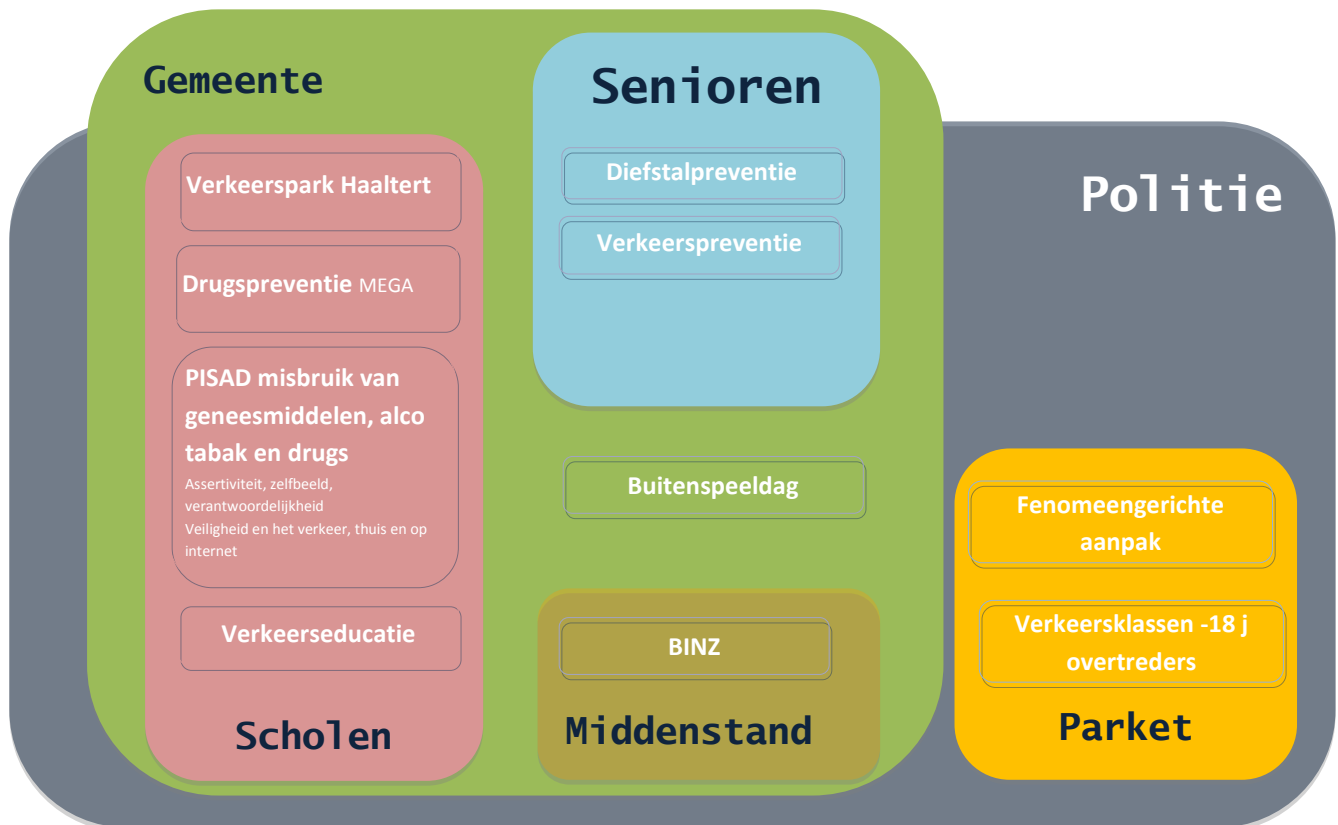 Gemeente
Verkeerspark Haaltert
Drugspreventie MEGA
PISAD misbruik van
geneesmiddelen, alco
tabak en drugs
Assertiviteit, zelfbeeld,
verantwoordelijkheid
Veiligheid en het verkeer, thuis en op
internet
Verkeerseducatie
Scholen
Senioren
Diefstalpreventie
Verkeerspreventie
Buitenspeeldag
BINZ
Middenstand
Politie
Fenomeengerichte
aanpak
Verkeersklassen -18 j
overtreders
Parket